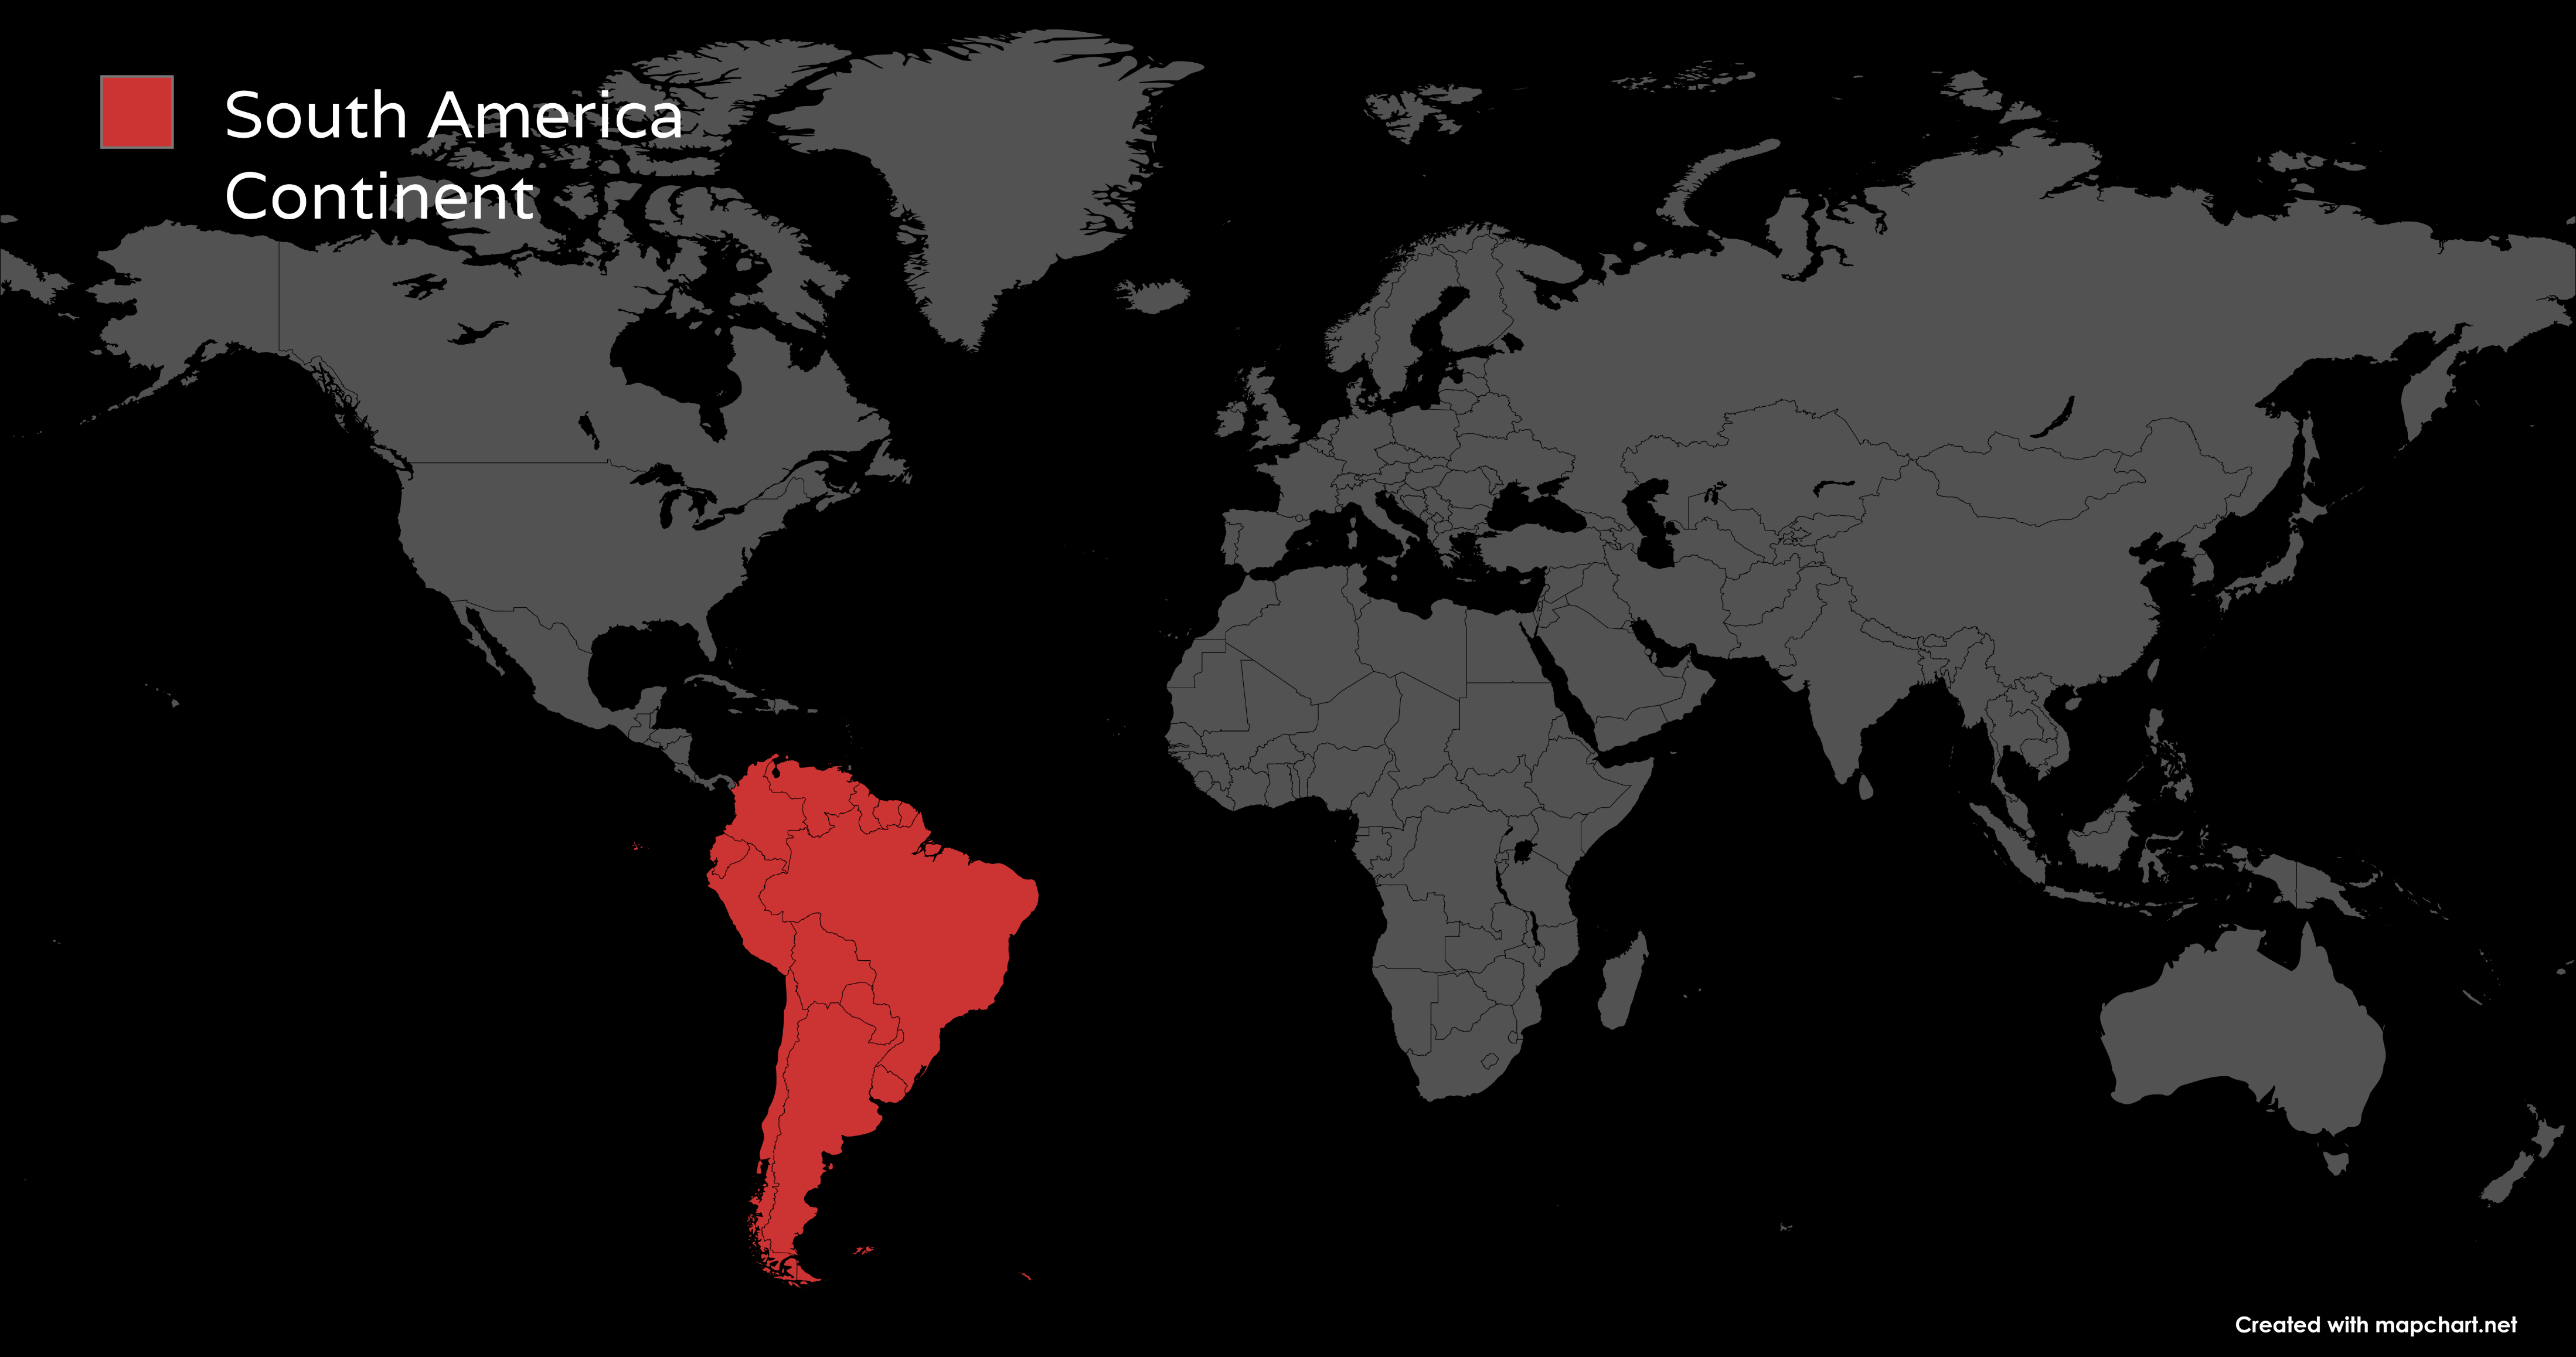 South America
Continent
Created with mapchart.net